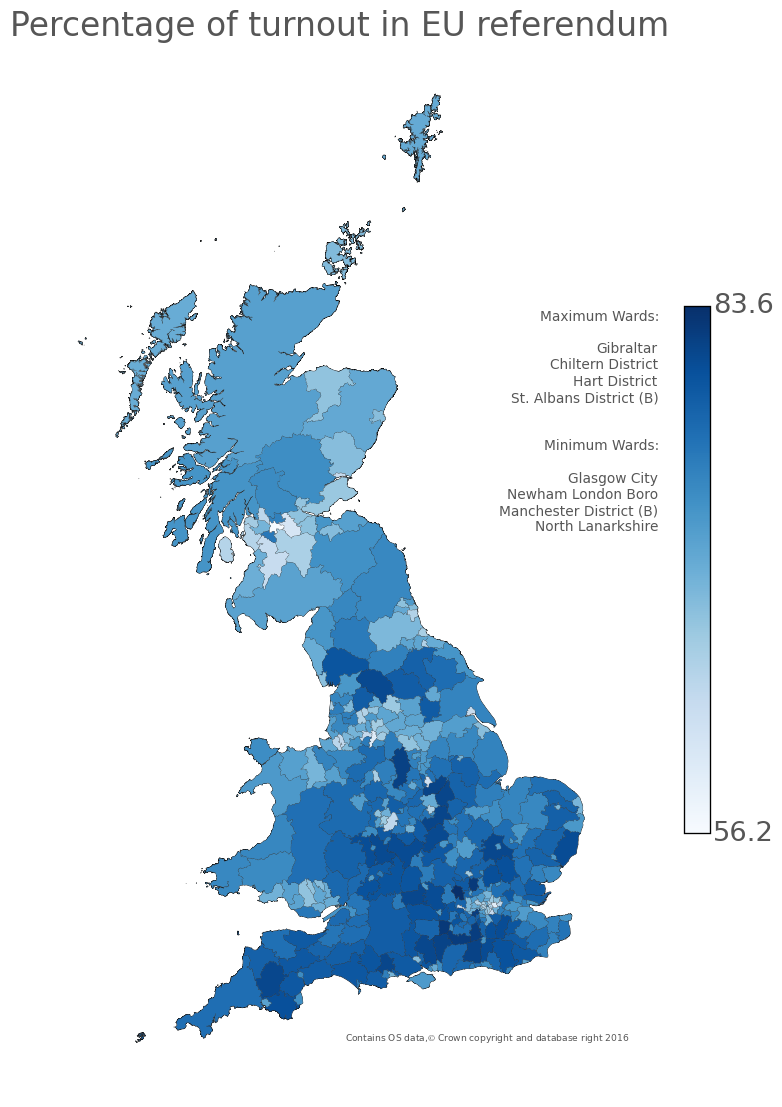 Percentage of turnout in EU referendum
83.6
Maximum Wards:
Gibraltar
Chiltern District
Hart District
St. Albans District (B)
Minimum Wards:
Glasgow City
Newham London Boro
Manchester District (B)
North Lanarkshire
56.2
Contains OS data,© Crown copyright and database right 2016